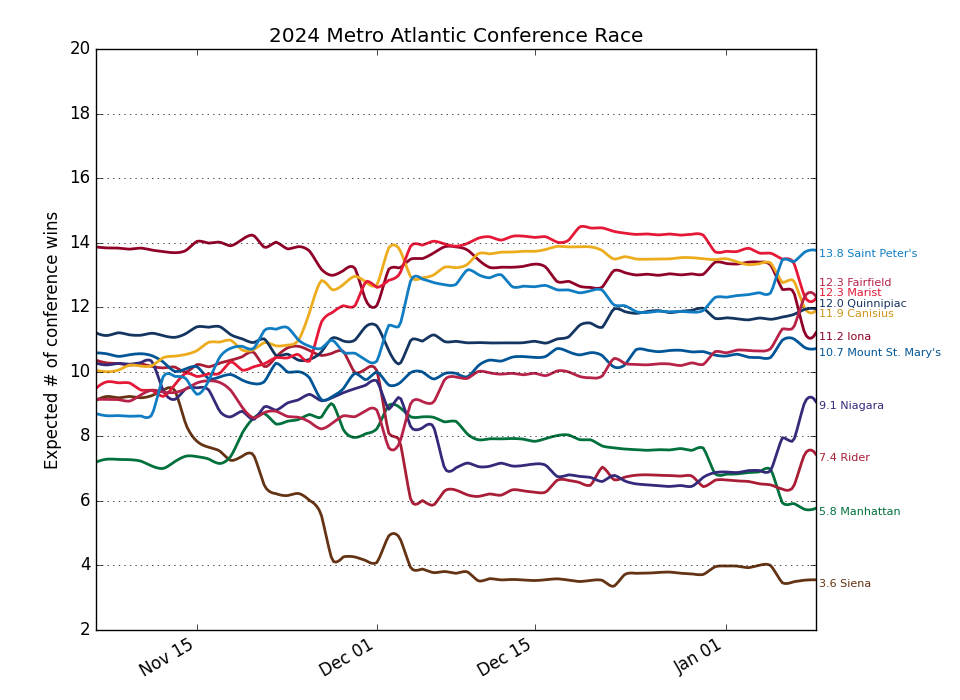 2024 Metro Atlantic Conference Race
Expected # of conference wins
20
18
16
14
12
10
8
6
4
2
13.8 Saint Peter's
12.3 Fairfield
12.3 Marist
12.0 Quinnipiac
11.9 Canisius
11.2 Iona
10.7 Mount St. Mary's
9.1 Niagara
7.4 Rider
5.8 Manhattan
3.6 Siena
Nov 15
Dec 01
Dec 15
Jan 01